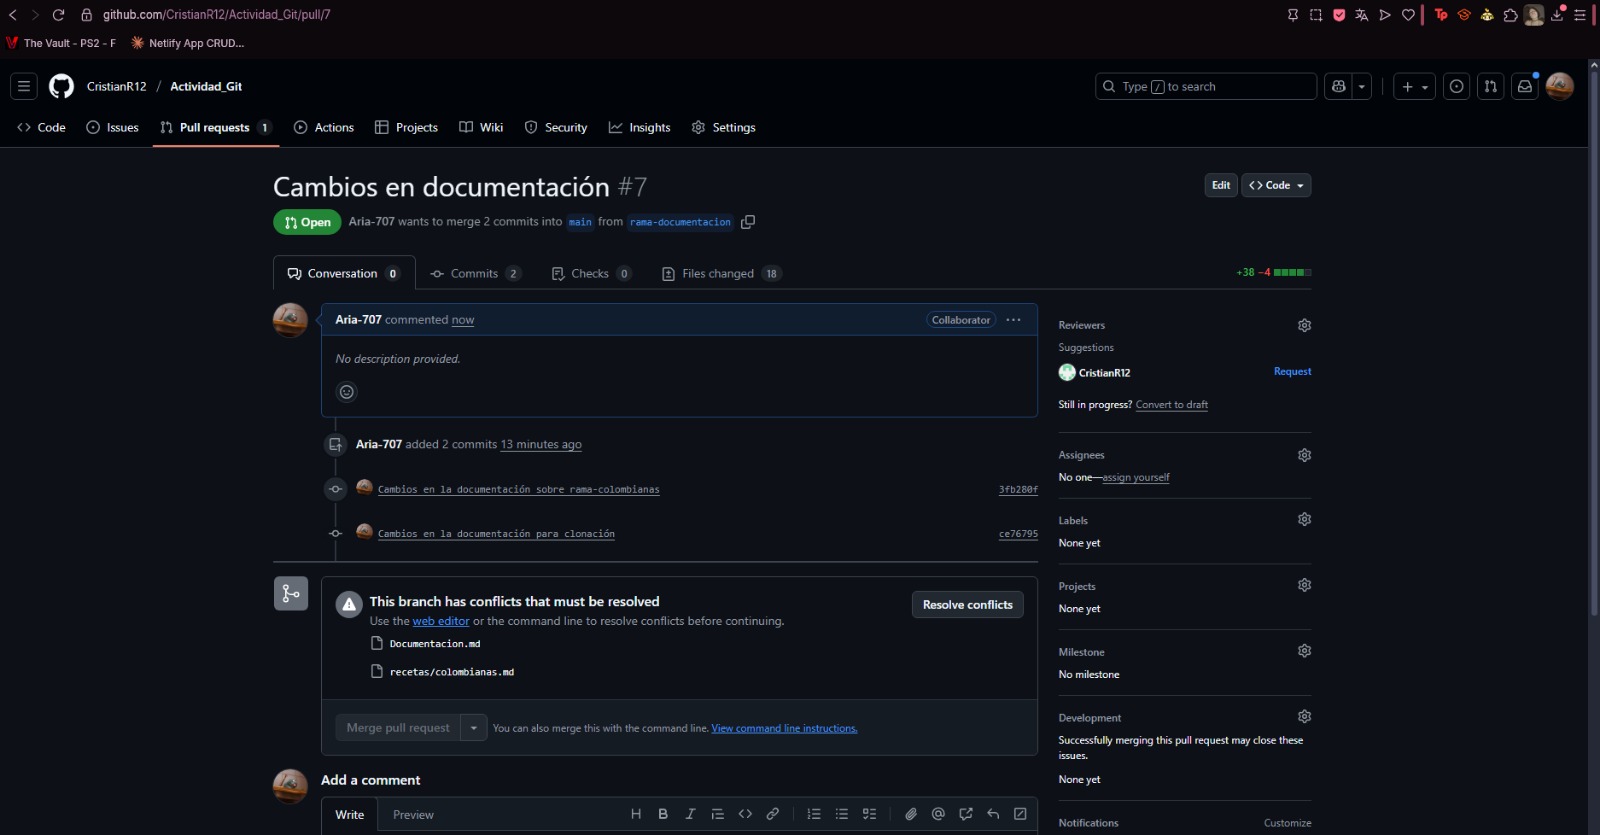 github.com/CristianR12/Actividad_Git/pull/7
The Vault - PS2 - F
Netlify App CRUD...
CristianR12 / Actividad_Git
Type / to search
Code
Issues
Pull requests 1
Actions
Projects
Wiki
Security
Insights
Settings
Cambios en documentación #7
Edit
<> Code
Open
Aria-707 wants to merge 2 commits into main from rama-documentacion
Conversation 0
Commits 2
Checks 0
Files changed 18
+38 −4
Aria-707 commented now
Collaborator
No description provided.
Aria-707 added 2 commits 13 minutes ago
Cambios en la documentación sobre rama-colombianas
3fb280f
Cambios en la documentación para clonación
ce76795
This branch has conflicts that must be resolved
Use the web editor or the command line to resolve conflicts before continuing.
Resolve conflicts
Documentacion.md
recetas/colombianas.md
Merge pull request
You can also merge this with the command line. View command line instructions.
Add a comment
Write
Preview
Reviewers
Suggestions
CristianR12
Request
Still in progress? Convert to draft
Assignees
No one—assign yourself
Labels
None yet
Projects
None yet
Milestone
No milestone
Development
Successfully merging this pull request may close these
issues.
None yet
Notifications
Customize